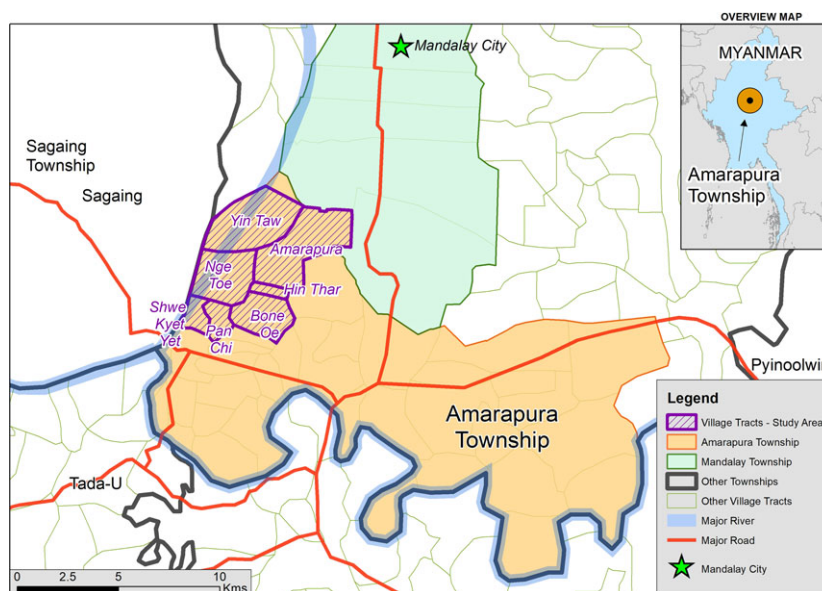 OVERVIEW MAP
MYANMAR
Amarapura
Township
Mandalay City
Sagaing
Township
Sagaing
Yin Taw
Amarapura
Nge
Toe
Hin Thar
Shwe
Kyet
Yet
Pan
Chi
Bone
Oe
Pyinoolwin
Amarapura
Township
Tada-U
Legend
Village Tracts - Study Area
Amarapura Township
Mandalay Township
Other Townships
Other Village Tracts
Major River
Major Road
Mandalay City
0 2.5 5 10
Kms